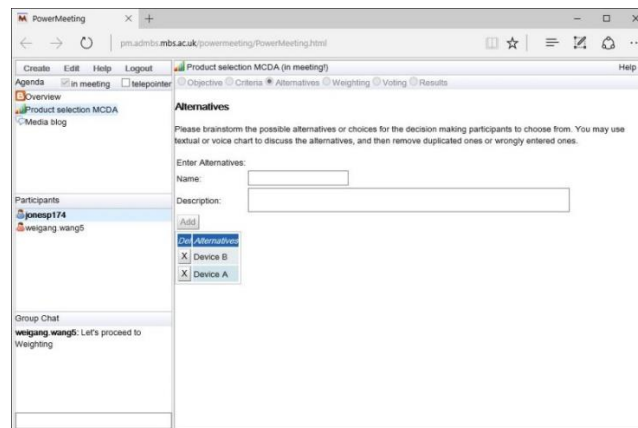 PowerMeeting
pm.admbs.mbs.ac.uk/powermeeting/PowerMeeting.html
Create Edit Help Logout
Agenda in meeting telepointer
Overview
Product selection MCDA
Media blog
Participants
jonesp174
weigang.wang5
Group Chat
weigang.wang5: Let's proceed to
Weighting
Product selection MCDA (in meeting!) Help
Objective Criteria Alternatives Weighting Voting Results
Alternatives
Please brainstorm the possible alternatives or choices for the decision making participants to choose from. You may use
textual or voice chart to discuss the alternatives, and then remove duplicated ones or wrongly entered ones.
Enter Alternatives:
Name:
Description:
Add
Del Alternatives
X Device B
X Device A